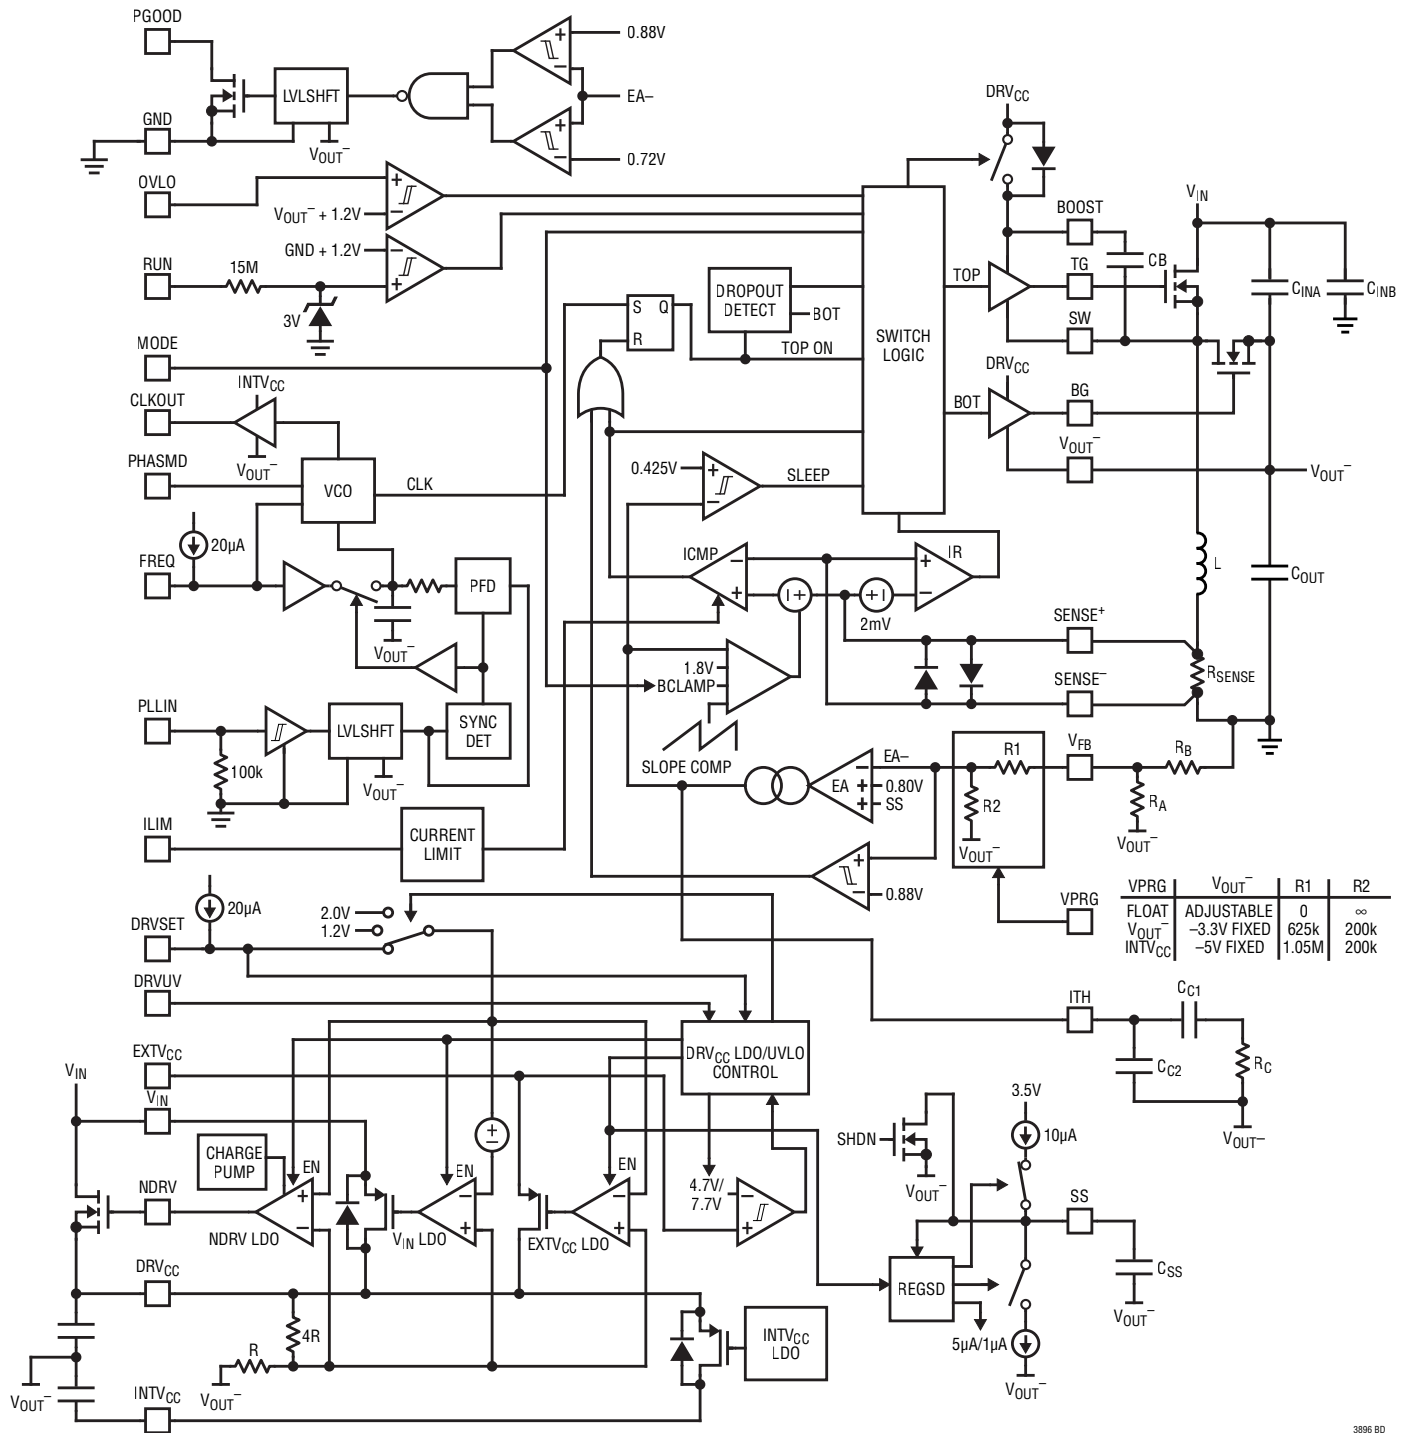 PGOOD
0.88V
LVLSHFT
EA–
DRVCC
GND
VOUT–
0.72V
OVLO
VOUT– + 1.2V
VIN
BOOST
GND + 1.2V
RUN
15M
CB
TG
TOP
CINA
CINB
DROPOUT
DETECT
S
Q
R
3V
BOT
SW
SWITCH
LOGIC
MODE
TOP ON
INTVCC
DRVCC
CLKOUT
BOT
BG
VOUT–
VOUT–
PHASMD
0.425V
SLEEP
VOUT–
VCO
CLK
20µA
ICMP
IR
FREQ
PFD
L
COUT
2mV
SENSE+
VOUT–
1.8V
BCLAMP
RSENSE
SENSE–
PLLIN
LVLSHFT
SYNC
DET
SLOPE COMP
VFB
RB
R1
EA–
100k
VOUT–
EA
0.80V
SS
R2
RA
ILIM
CURRENT
LIMIT
VOUT–
VOUT–
0.88V
VPRG
VPRG VOUT– R1 R2
FLOAT ADJUSTABLE 0 ∞
VOUT– –3.3V FIXED 625k 200k
INTVCC –5V FIXED 1.05M 200k
20µA
2.0V
1.2V
DRVSET
DRVUV
ITH
CC1
EXTVCC
DRVCC LDO/UVLO
CONTROL
CC2
RC
VIN
VIN
3.5V
SHDN
10µA
VOUT–
CHARGE
PUMP
EN
EN
EN
4.7V/
7.7V
NDRV
VOUT–
SS
NDRV LDO
VIN LDO
EXTVCC LDO
DRVCC
REGSD
CSS
VOUT–
4R
INTVCC
LDO
5µA/1µA
R
VOUT–
VOUT–
INTVCC
VOUT–
3896 BD